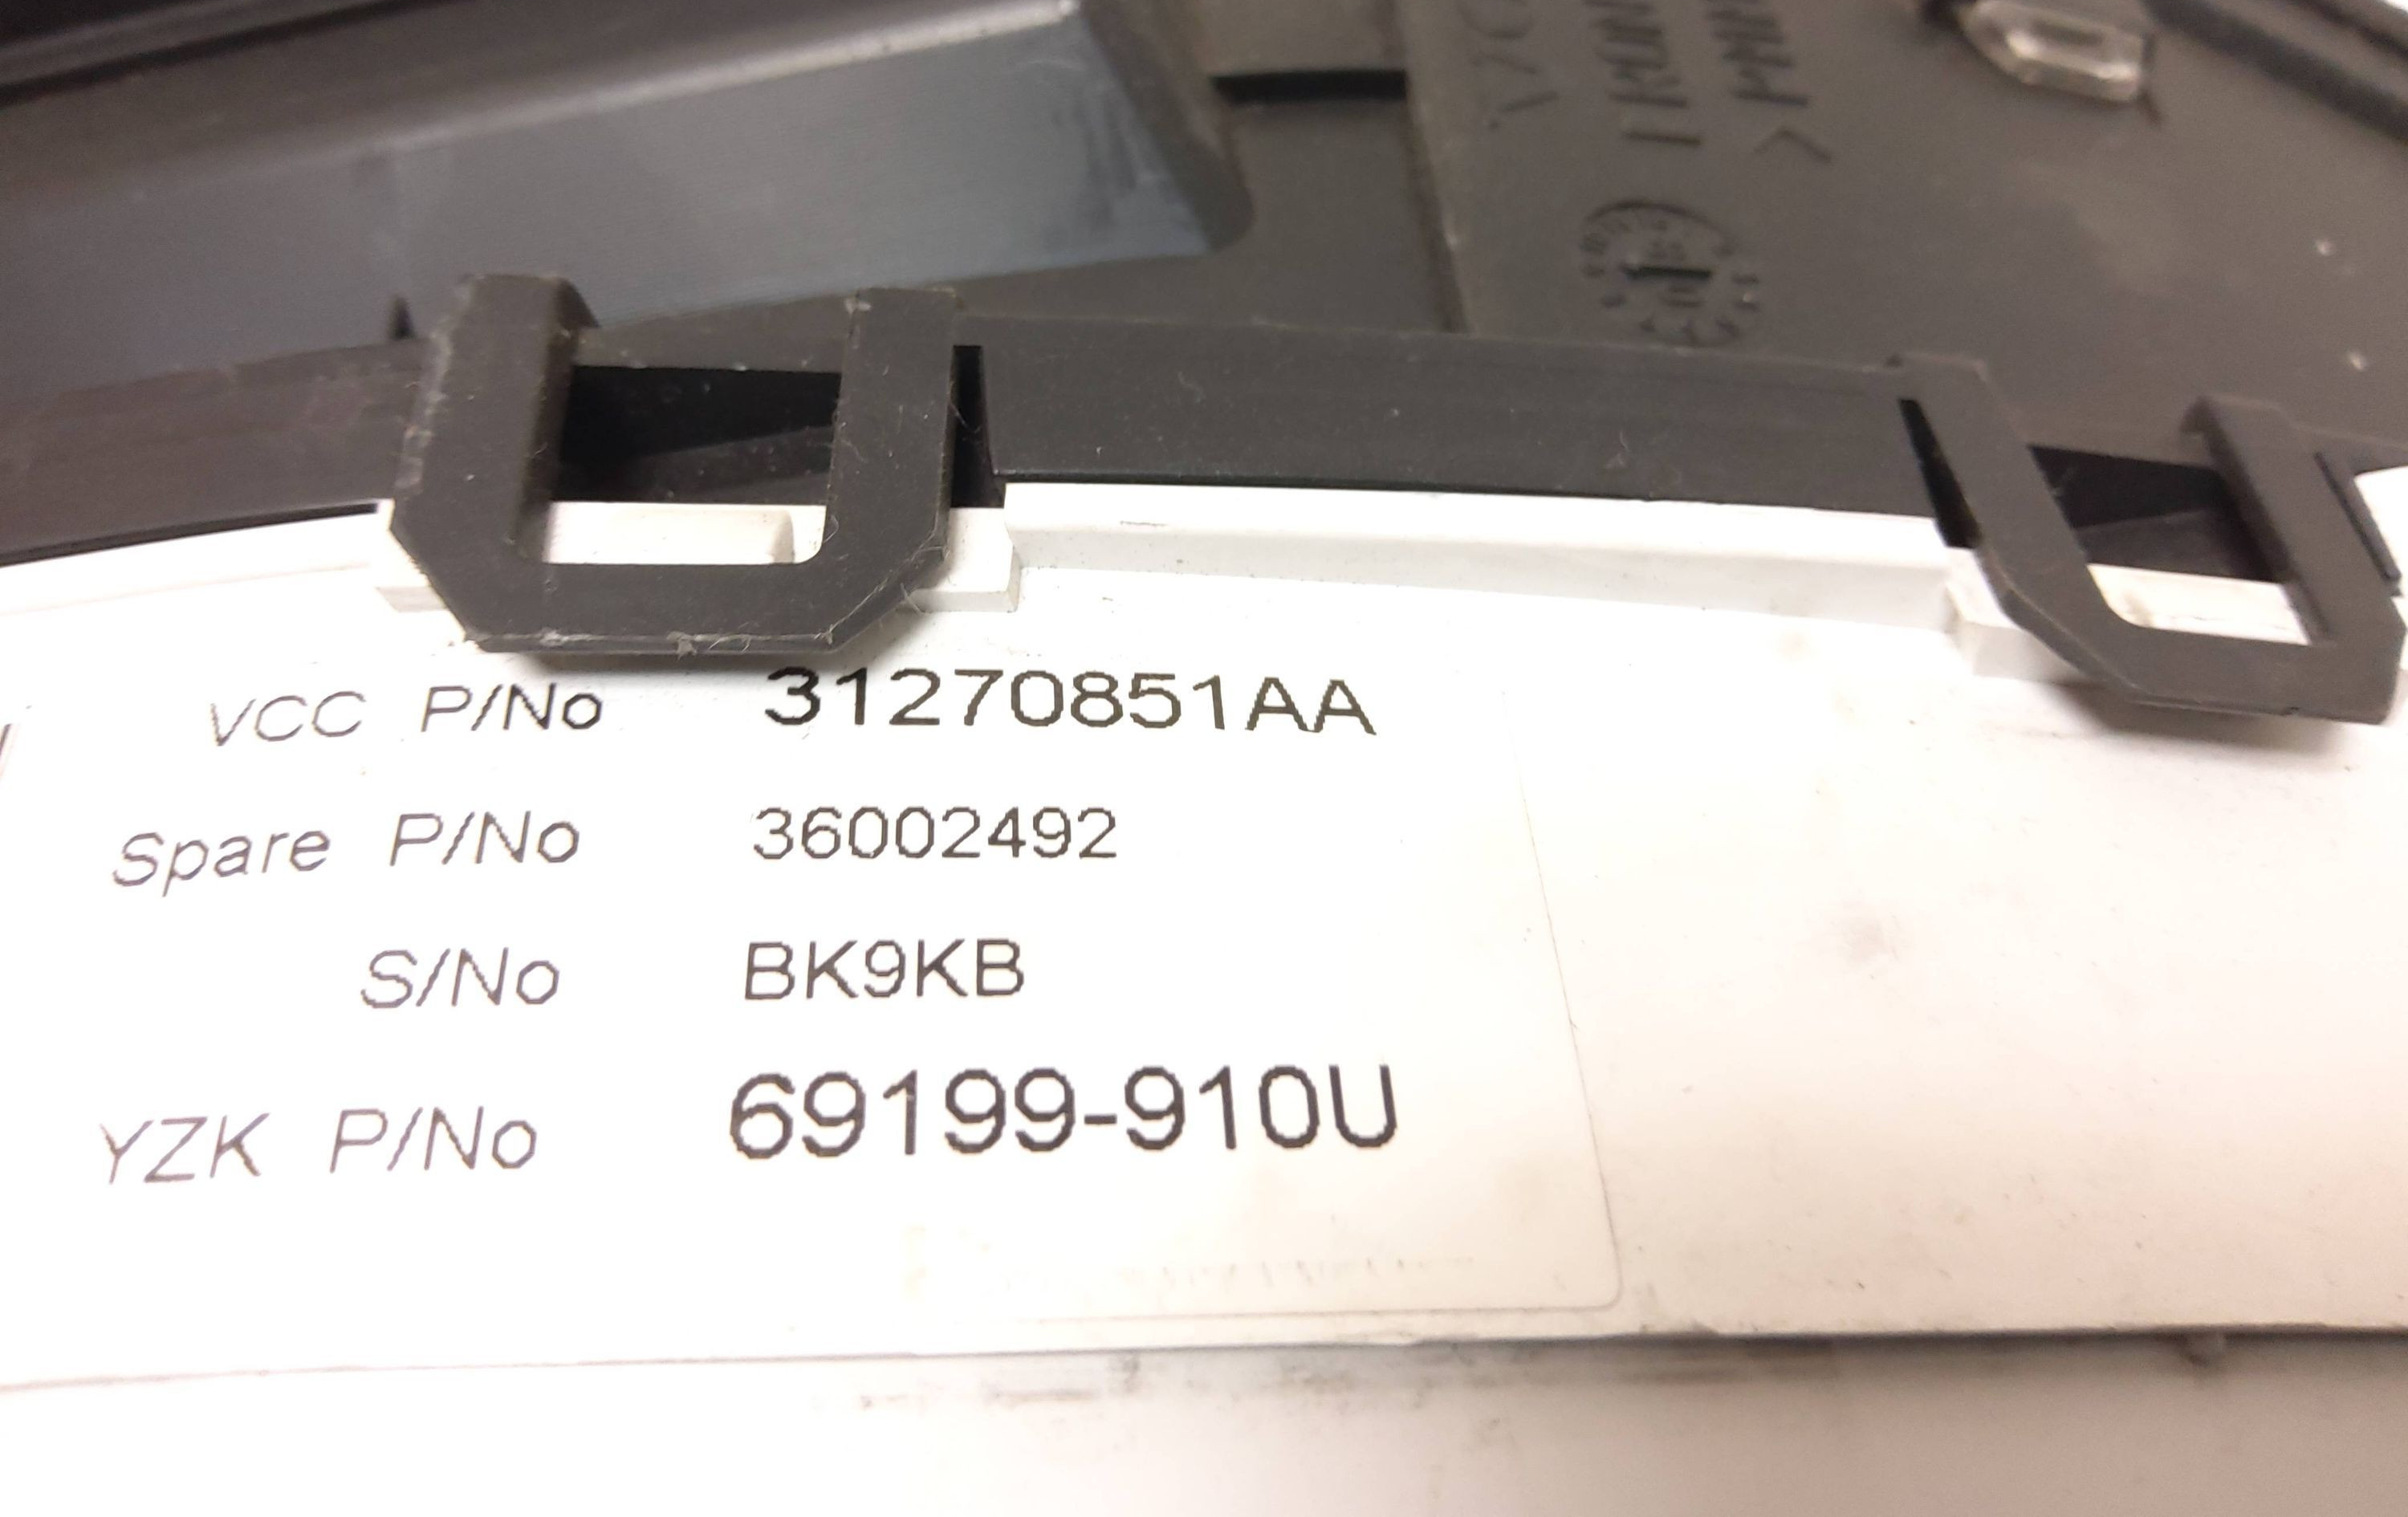 VCC P/No 31270851AA
Spare P/No 36002492
S/No BK9KB
YZK P/No 69199-910U